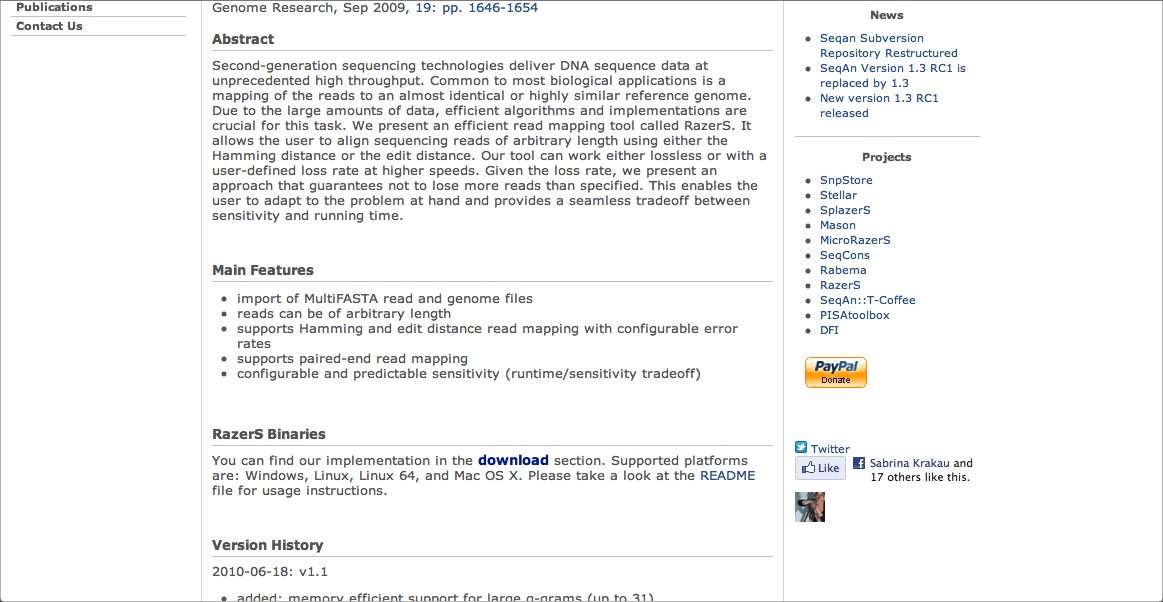 Publications
Contact Us
Genome Research, Sep 2009, 19: pp. 1646-1654
Abstract
Second-generation sequencing technologies deliver DNA sequence data at
unprecedented high throughput. Common to most biological applications is a
mapping of the reads to an almost identical or highly similar reference genome.
Due to the large amounts of data, efficient algorithms and implementations are
crucial for this task. We present an efficient read mapping tool called RazerS. It
allows the user to align sequencing reads of arbitrary length using either the
Hamming distance or the edit distance. Our tool can work either lossless or with a
user-defined loss rate at higher speeds. Given the loss rate, we present an
approach that guarantees not to lose more reads than specified. This enables the
user to adapt to the problem at hand and provides a seamless tradeoff between
sensitivity and running time.
Main Features
import of MultiFASTA read and genome files
reads can be of arbitrary length
supports Hamming and edit distance read mapping with configurable error
rates
supports paired-end read mapping
configurable and predictable sensitivity (runtime/sensitivity tradeoff)
RazerS Binaries
You can find our implementation in the download section. Supported platforms
are: Windows, Linux, Linux 64, and Mac OS X. Please take a look at the README
file for usage instructions.
Version History
2010-06-18: v1.1
added: memory efficient support for large q-grams (up to 31)
News
Seqan Subversion
Repository Restructured
SeqAn Version 1.3 RC1 is
replaced by 1.3
New version 1.3 RC1
released
Projects
SnpStore
Stellar
SplazerS
Mason
MicroRazerS
SeqCons
Rabema
RazerS
SeqAn::T-Coffee
PISAtoolbox
DFI
PayPal
Donate
Twitter
Like
Sabrina Krakau and
17 others like this.